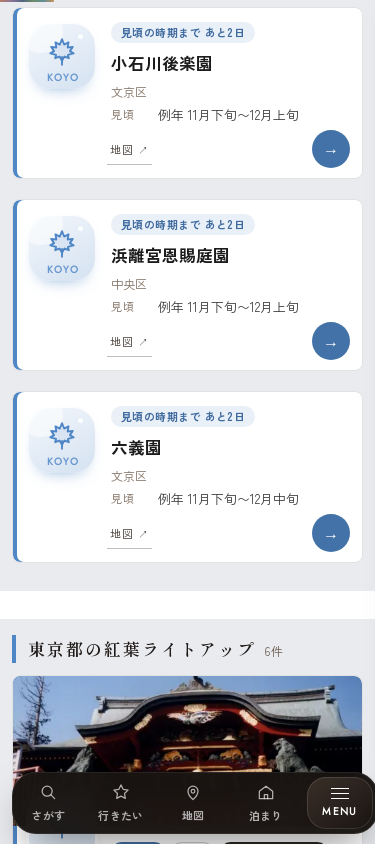 見頃の時期まで あと2日
小石川後楽園
KOYO
文京区
見頃 例年 11月下旬〜12月上旬
地図 ↗
→
見頃の時期まで あと2日
浜離宮恩賜庭園
KOYO
中央区
見頃 例年 11月下旬〜12月上旬
地図 ↗
→
見頃の時期まで あと2日
六義園
KOYO
文京区
見頃 例年 11月下旬〜12月中旬
地図 ↗
→
東京都の紅葉ライトアップ 6件
さがす 行きたい 地図 泊まり MENU